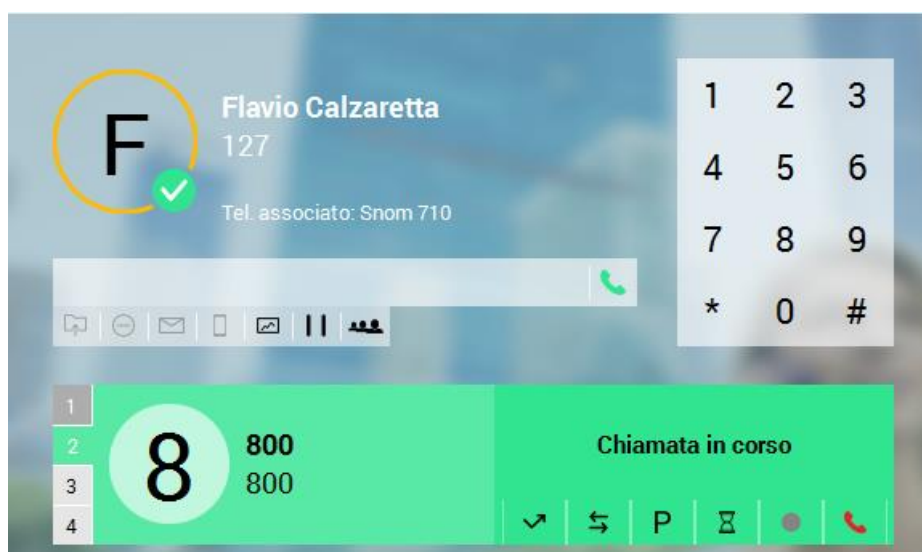 F
Flavio Calzaretta
127
Tel. associato: Snom 710
1 2 3
4 5 6
7 8 9
* 0 #
1
2
3
4
8
800
800
Chiamata in corso
P